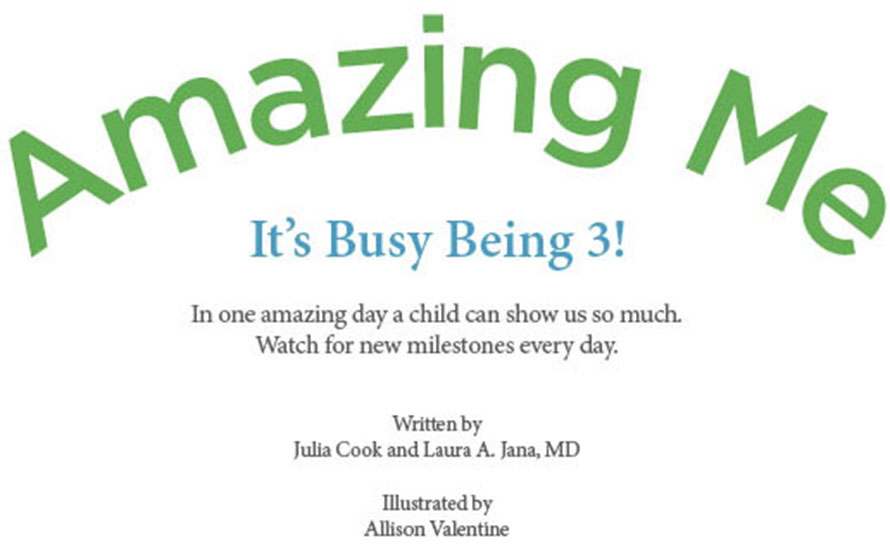 Amazing Me
It's Busy Being 3!
In one amazing day a child can show us so much.
Watch for new milestones every day.
Written by
Julia Cook and Laura A. Jana, MD
Illustrated by
Allison Valentine